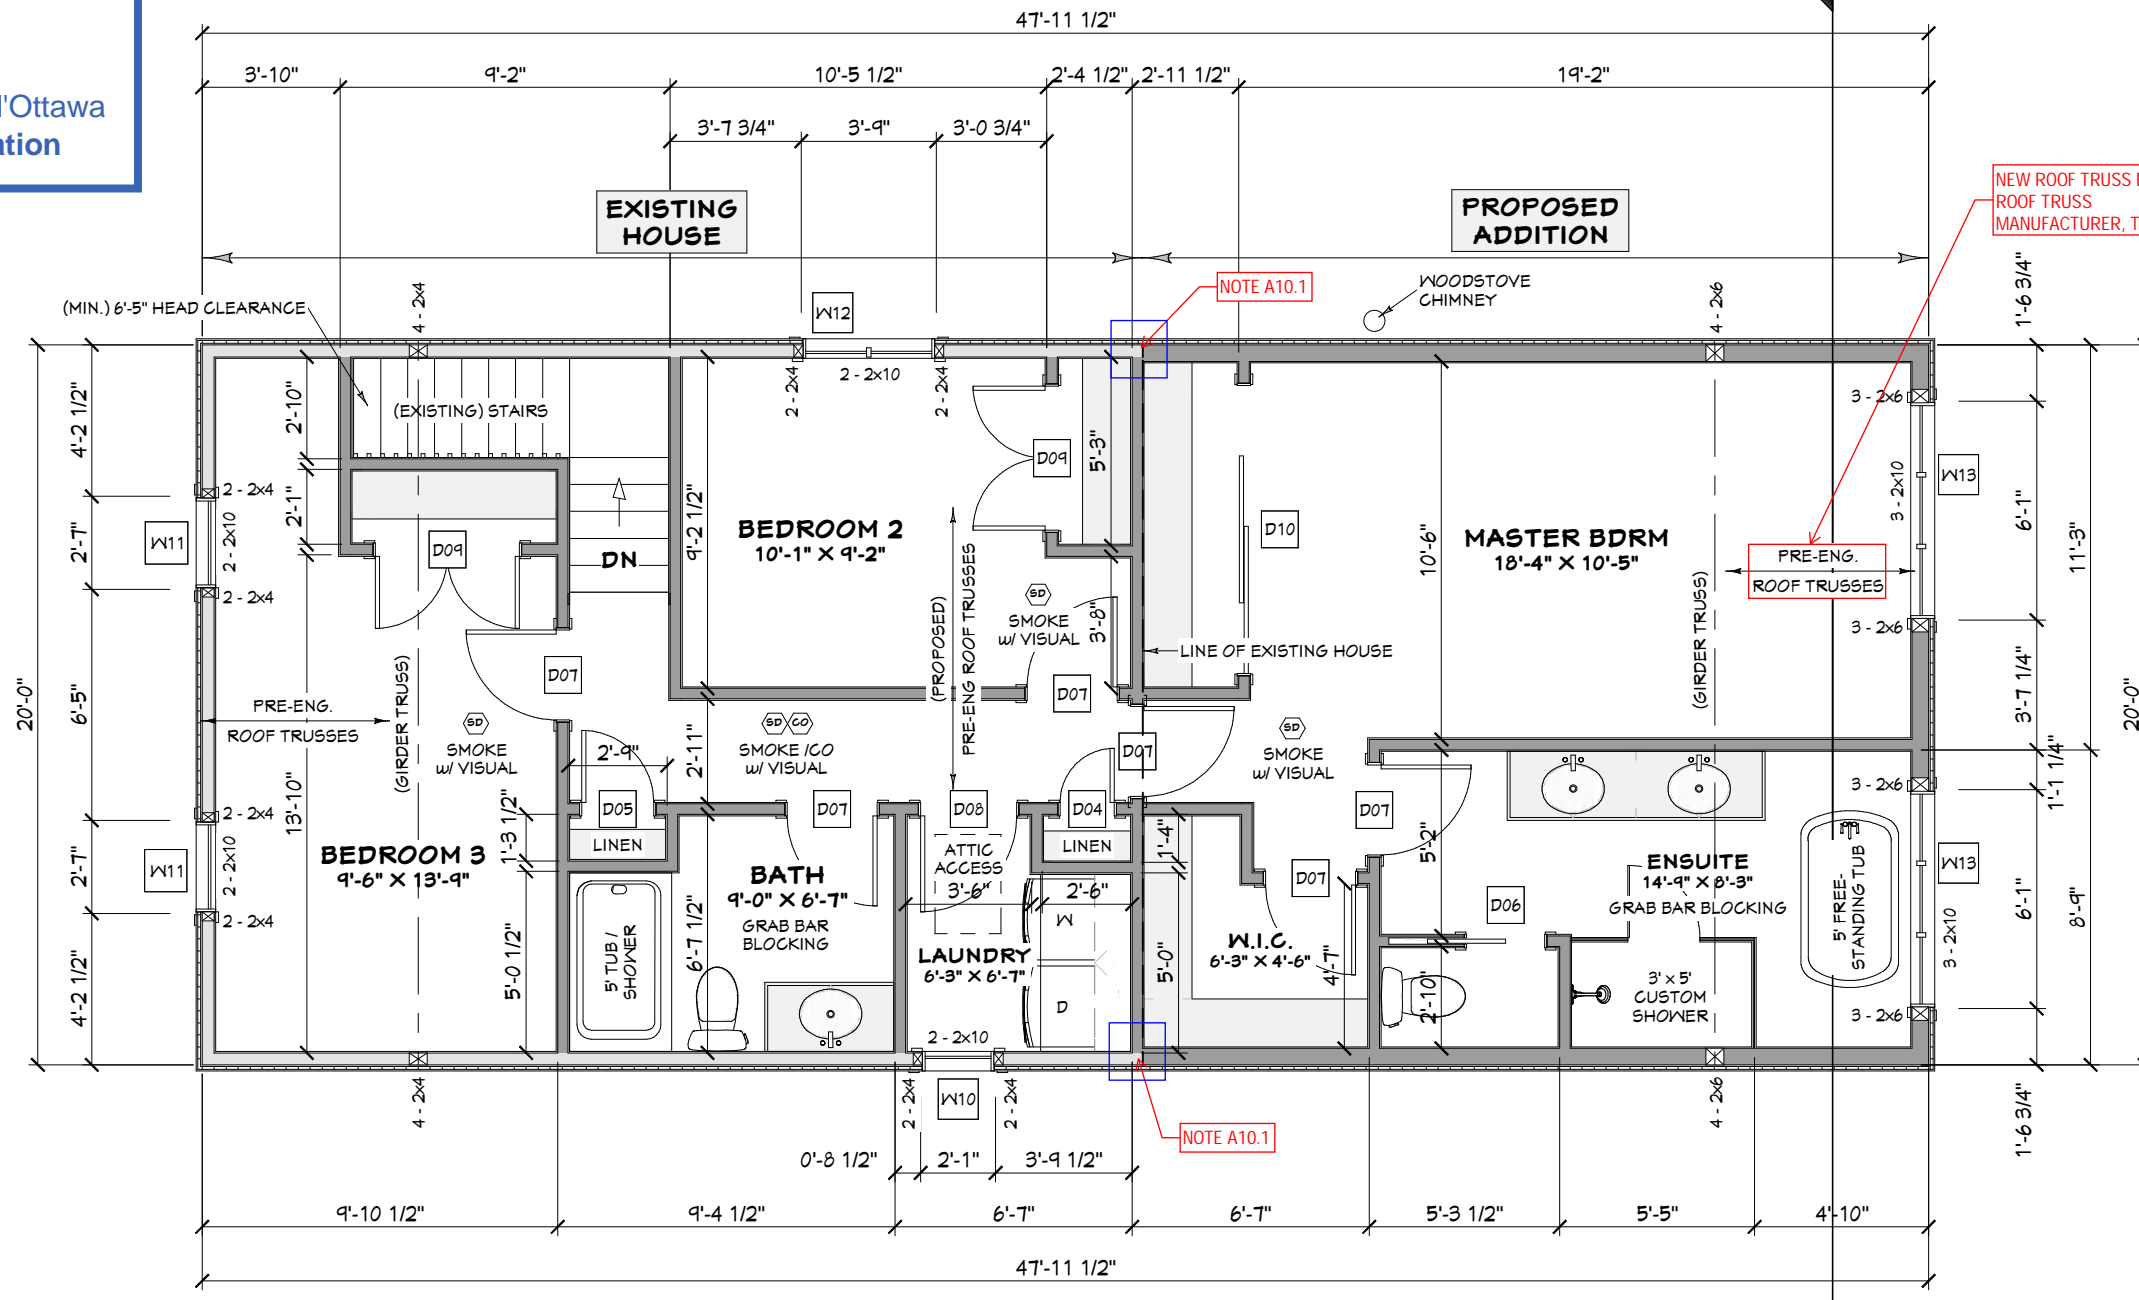 47'-11 1/2"
3'-10"
9'-2"
10'-5 1/2"
2'-4 1/2"
2'-11 1/2"
19'-2"
l'Ottawa
ation
3'-7 3/4"
3'-9"
3'-0 3/4"
EXISTING
HOUSE
PROPOSED
ADDITION
NEW ROOF TRUSS
ROOF TRUSS
MANUFACTURER, T
(MIN.) 6'-5" HEAD CLEARANCE
4 - 2x4
W12
NOTE A10.1
WOODSTOVE
CHIMNEY
4 - 2x6
1'-6 3/4"
2 - 2x4
2 - 2x10
2 - 2x4
4'-2 1/2"
2'-10"
(EXISTING) STAIRS
3 - 2x6
D09
5'-3"
2'-1"
2 - 2x4
W11
2 - 2x10
2'-7"
2 - 2x4
D09
DN
9'-2 1/2"
BEDROOM 2
10'-1" X 9'-2"
D10
10'-6"
MASTER BDRM
18'-4" X 10'-5"
3 - 2x10
W13
6'-1"
11'-3"
PRE-ENG.
ROOF TRUSSES
(PROPOSED)
PRE-ENG ROOF TRUSSES
SD
SMOKE
w/ VISUAL
3'-8"
LINE OF EXISTING HOUSE
(GIRDER TRUSS)
3 - 2x6
20'-0"
6'-5"
D07
(GIRDER TRUSS)
PRE-ENG.
ROOF TRUSSES
SD
SMOKE
w/ VISUAL
SD
CO
SMOKE /CO
w/ VISUAL
D07
SD
SMOKE
w/ VISUAL
3'-7 1/4"
20'-0"
2'-9"
2'-11"
D07
13'-10"
D05
D07
D08
D04
D07
5'-2"
3 - 2x6
1'-1 1/4"
2 - 2x4
W11
2 - 2x10
2'-7"
2 - 2x4
1'-3 1/2"
LINEN
ATTIC
ACCESS
LINEN
1'-4"
BEDROOM 3
9'-6" X 13'-9"
BATH
9'-0" X 6'-7"
GRAB BAR
BLOCKING
3'-6"
2'-6"
D07
D06
ENSUITE
14'-9" X 8'-3"
GRAB BAR BLOCKING
5' FREE-
STANDING TUB
W13
3 - 2x10
6'-1"
8'-9"
4'-2 1/2"
5'-0 1/2"
5' TUB /
SHOWER
6'-7 1/2"
LAUNDRY
6'-3" X 6'-7"
W
D
5'-0"
W.I.C.
6'-3" X 4'-6"
4'-7"
2'-10"
3' x 5'
CUSTOM
SHOWER
3 - 2x6
2 - 2x10
4 - 2x4
2 - 2x4
W10
2 - 2x4
NOTE A10.1
4 - 2x6
1'-6 3/4"
0'-8 1/2"
2'-1"
3'-9 1/2"
9'-10 1/2"
9'-4 1/2"
6'-7"
6'-7"
5'-3 1/2"
5'-5"
4'-10"
47'-11 1/2"